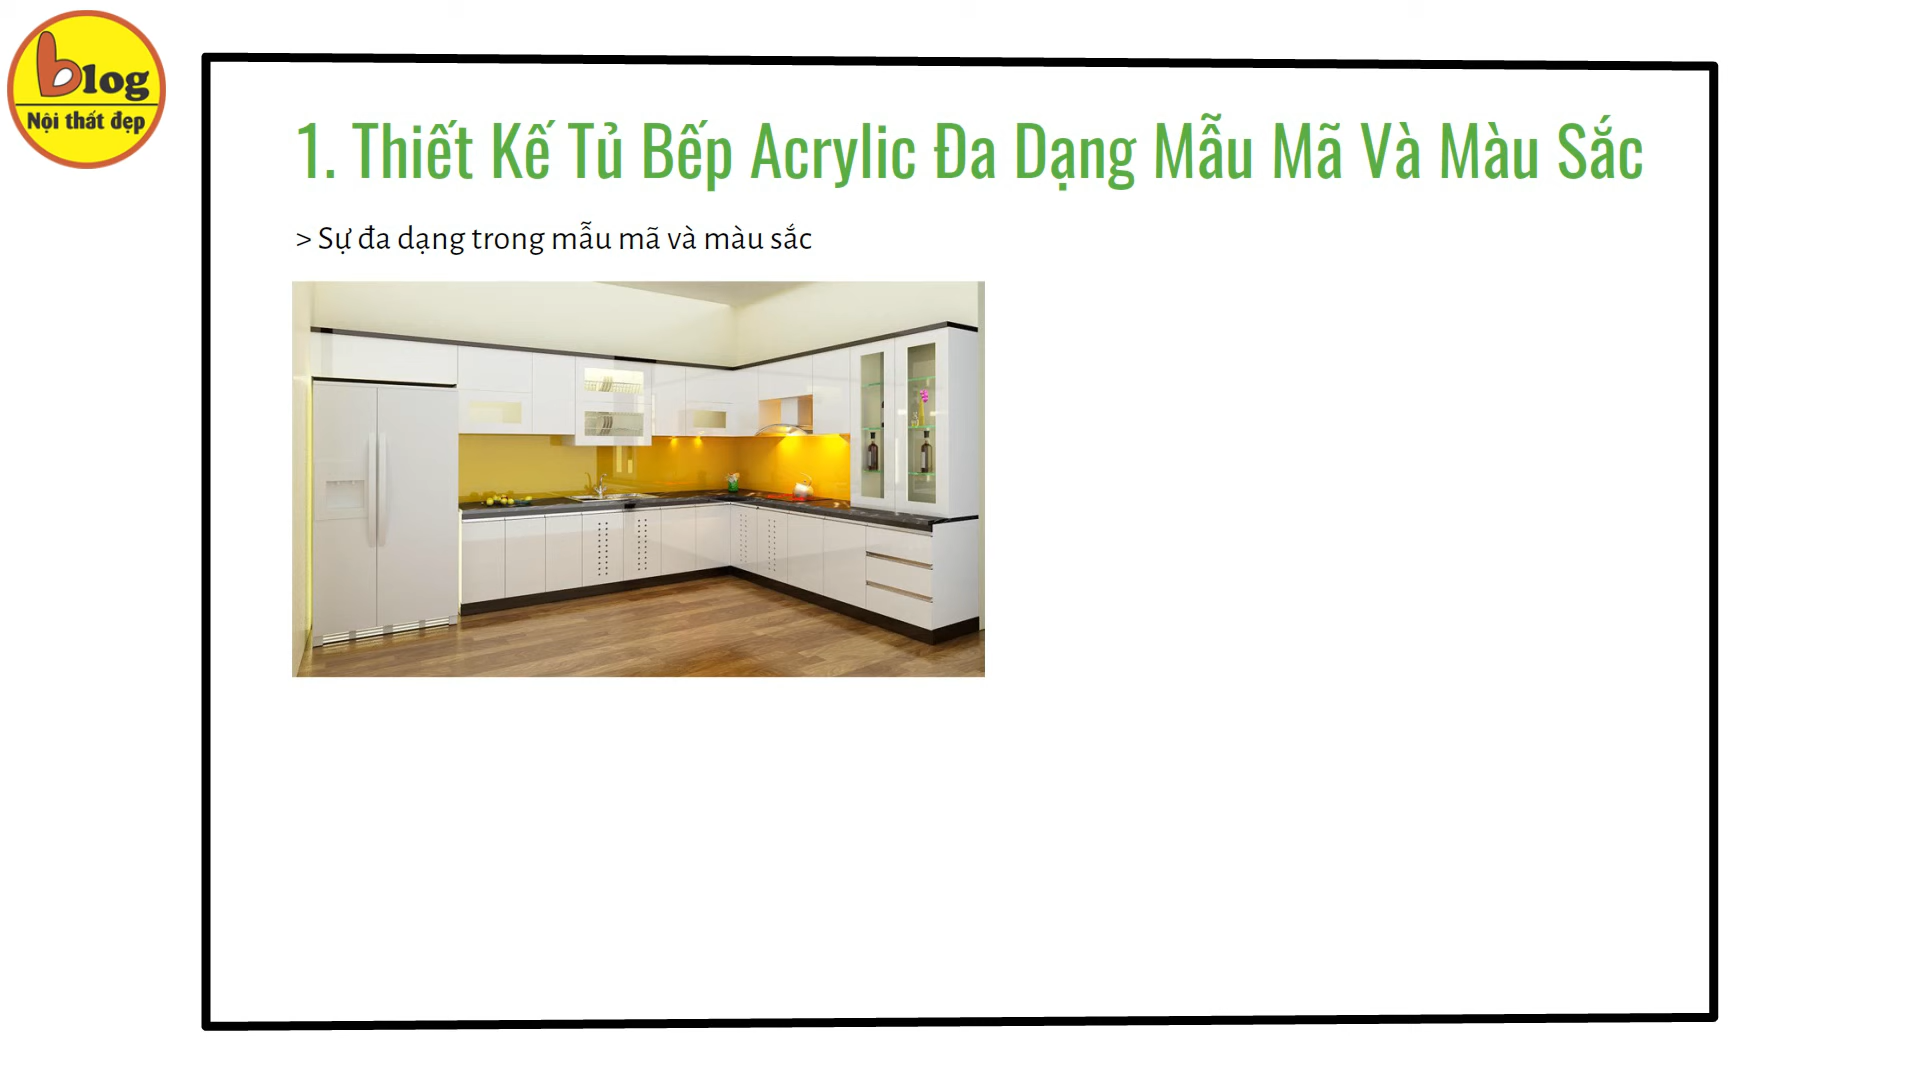 blog
Nội thất đẹp
1. Thiết Kế Tủ Bếp Acrylic Đa Dạng Mẫu Mã Và Màu Sắc
> Sự đa dạng trong mẫu mã và màu sắc